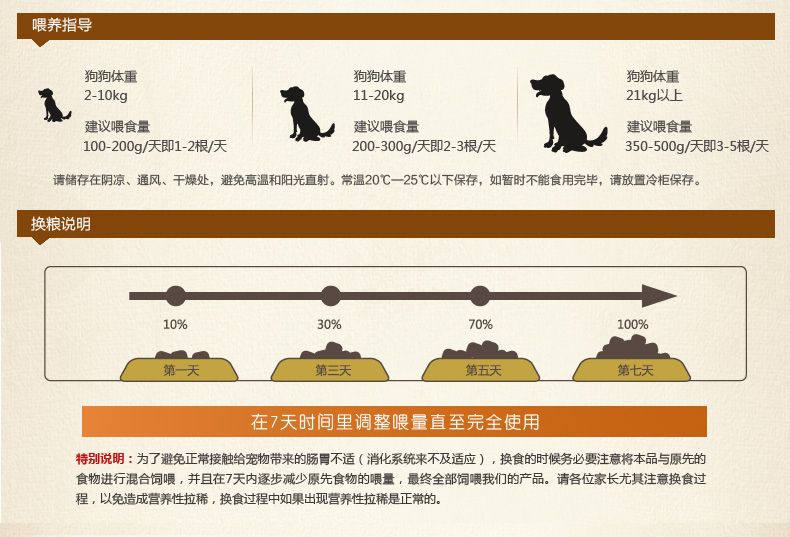 喂养指导
狗狗体重
2-10kg
建议喂食量
100-200g/天即1-2根/天
狗狗体重
11-20kg
建议喂食量
200-300g/天即2-3根/天
狗狗体重
21kg以上
建议喂食量
350-500g/天即3-5根/天
请储存在阴凉、通风、干燥处，避免高温和阳光直射。常温20℃—25℃以下保存，如暂时不能食用完毕，请放置冷柜保存。
换粮说明
10%
30%
70%
100%
第一天
第三天
第五天
第七天
在7天时间里调整喂量直至完全使用
特别说明：为了避免正常接触给宠物带来的肠胃不适（消化系统来不及适应），换食的时候务必要注意将本品与原先的
食物进行混合饲喂，并且在7天内逐步减少原先食物的喂量，最终全部饲喂我们的产品。请各位家长尤其注意换食过
程，以免造成营养性拉稀，换食过程中如果出现营养性拉稀是正常的。